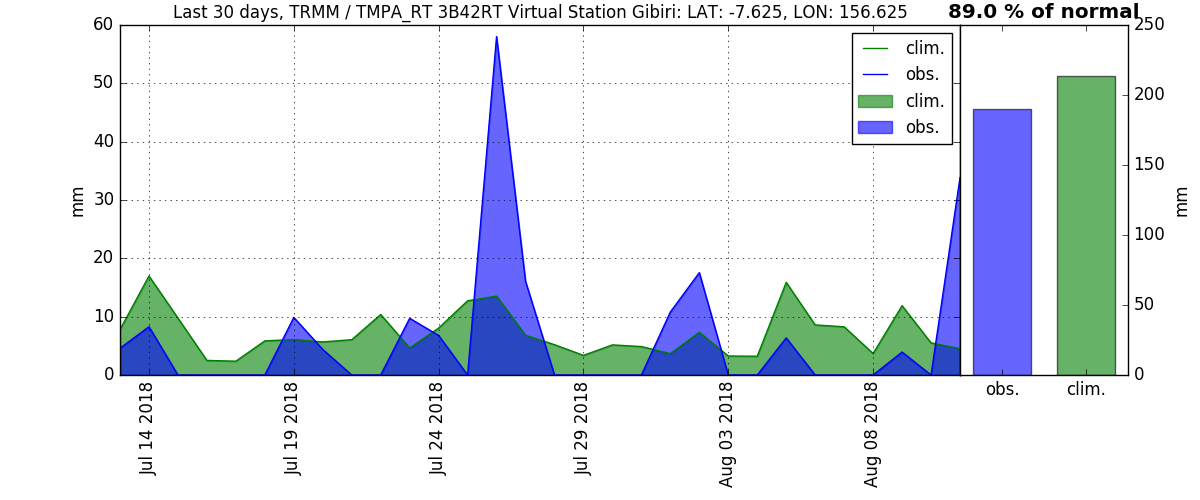 Last 30 days, TRMM / TMPA_RT 3B42RT Virtual Station Gibiri: LAT: -7.625, LON: 156.625
89.0 % of normal
60
50
40
30
20
10
0
mm
clim.
obs.
clim.
obs.
Jul 14 2018
Jul 19 2018
Jul 24 2018
Jul 29 2018
Aug 03 2018
Aug 08 2018
250
200
150
100
50
0
mm
obs.
clim.